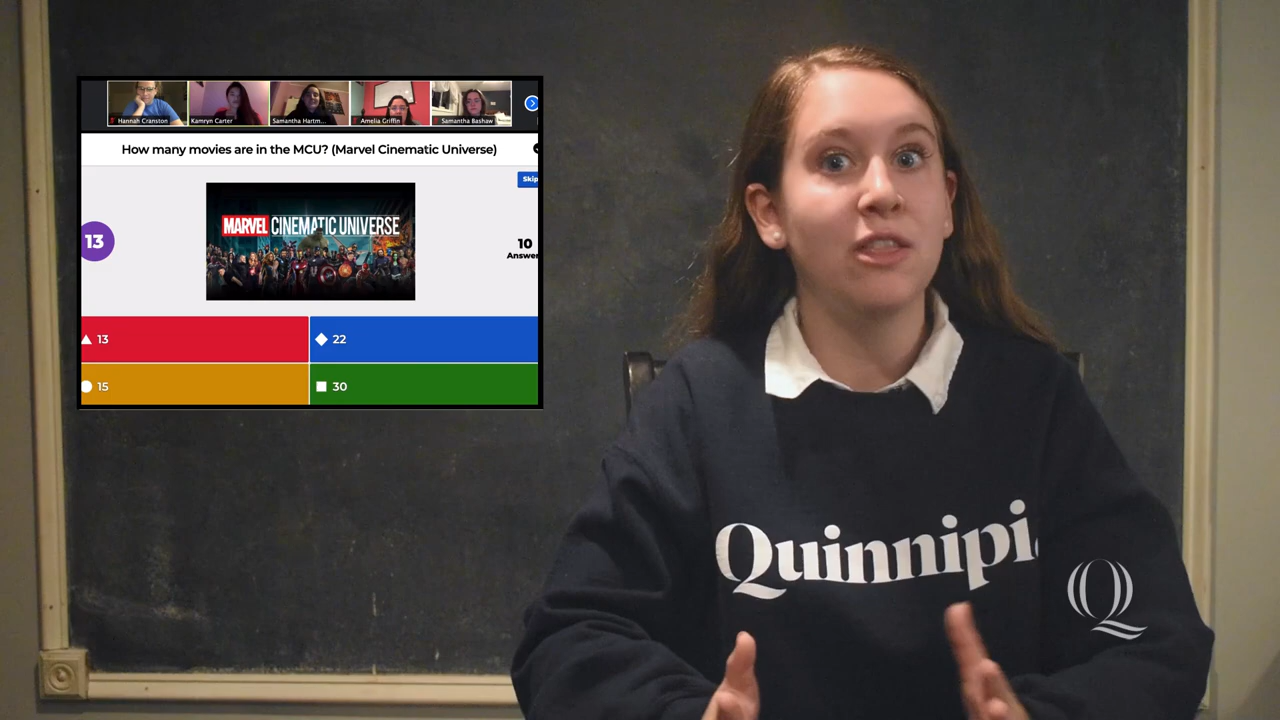 Hannah Cranston
Kamryn Carter
Samantha Hartm...
Amelia Griffin
Samantha Bashaw
How many movies are in the MCU? (Marvel Cinematic Universe)
Skip
MARVEL CINEMATIC UNIVERSE
13
10
Answe
13
22
15
30
Quinnipi
Q